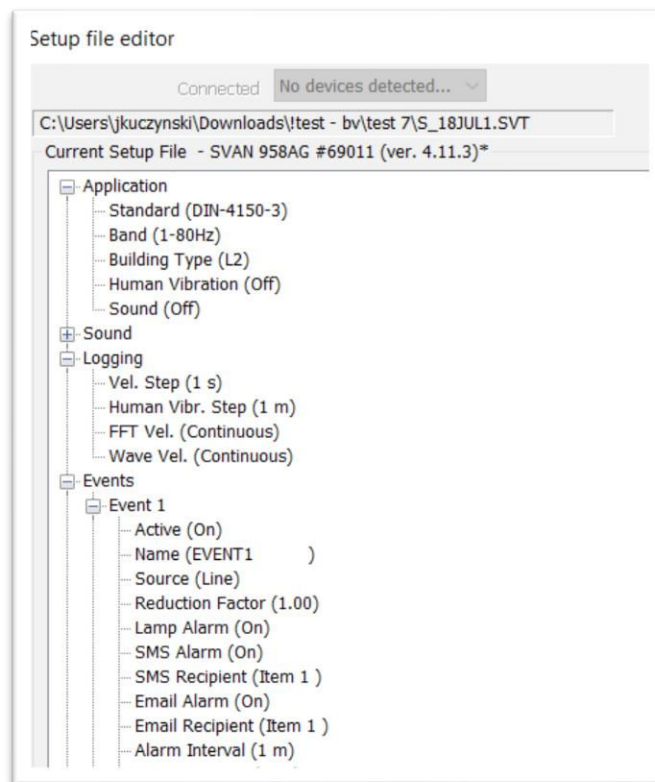 Setup file editor
Connected No devices detected...
C:\Users\jkuczynski\Downloads\!test - bv\test 7\S_18JUL1.SVT
Current Setup File - SVAN 958AG #69011 (ver. 4.11.3)*
Application
Standard (DIN-4150-3)
Band (1-80Hz)
Building Type (L2)
Human Vibration (Off)
Sound (Off)
Sound
Logging
Vel. Step (1 s)
Human Vibr. Step (1 m)
FFT Vel. (Continuous)
Wave Vel. (Continuous)
Events
Event 1
Active (On)
Name (EVENT1 )
Source (Line)
Reduction Factor (1.00)
Lamp Alarm (On)
SMS Alarm (On)
SMS Recipient (Item 1 )
Email Alarm (On)
Email Recipient (Item 1 )
Alarm Interval (1 m)